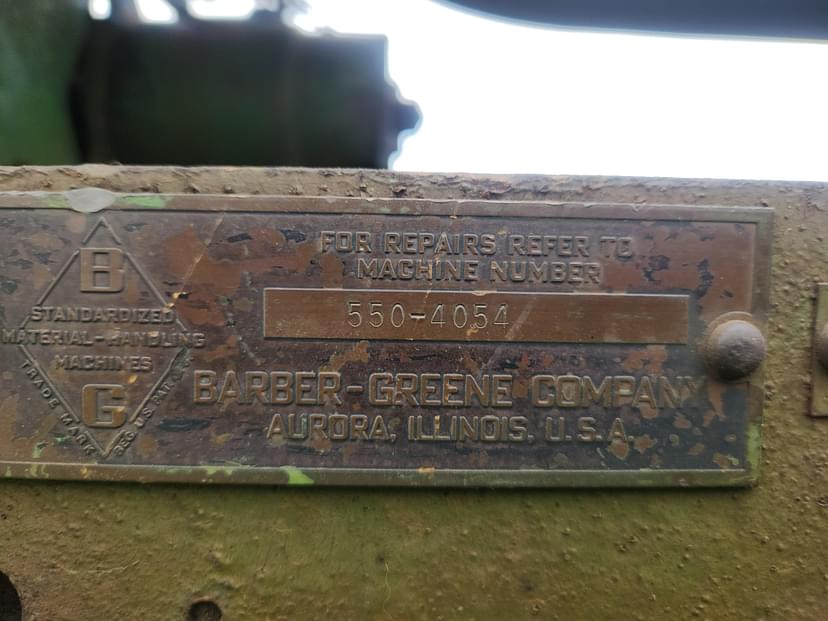 B
STANDARDIZED
MATERIAL-HANDLING
MACHINES
G
TRADE MARK
REG. U.S. PAT. OFF.
FOR REPAIRS REFER TO
MACHINE NUMBER
550-4054
BARBER-GREENE COMPANY
AURORA, ILLINOIS, U.S.A.